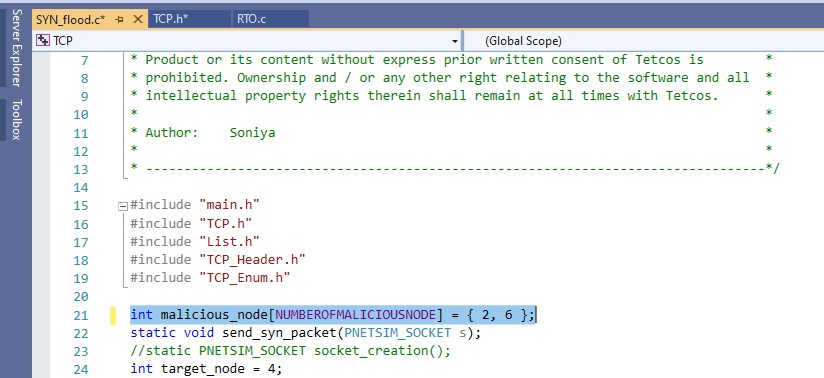 Server Explorer
Toolbox
SYN_flood.c*
TCP.h*
RTO.c
TCP
(Global Scope)
7 * Product or its content without express prior written consent of Tetcos is *
8 * prohibited. Ownership and / or any other right relating to the software and all *
9 * intellectual property rights therein shall remain at all times with Tetcos. *
10 * *
11 * Author: Soniya *
12 * *
13 * ---------------------------------------------------------------------------------*/
14
15 #include "main.h"
16 #include "TCP.h"
17 #include "List.h"
18 #include "TCP_Header.h"
19 #include "TCP_Enum.h"
20
21 int malicious_node[NUMBEROFMALICIOUSNODE] = { 2, 6 };
22 static void send_syn_packet(PNETSIM_SOCKET s);
23 //static PNETSIM_SOCKET socket_creation();
24 int target_node = 4;